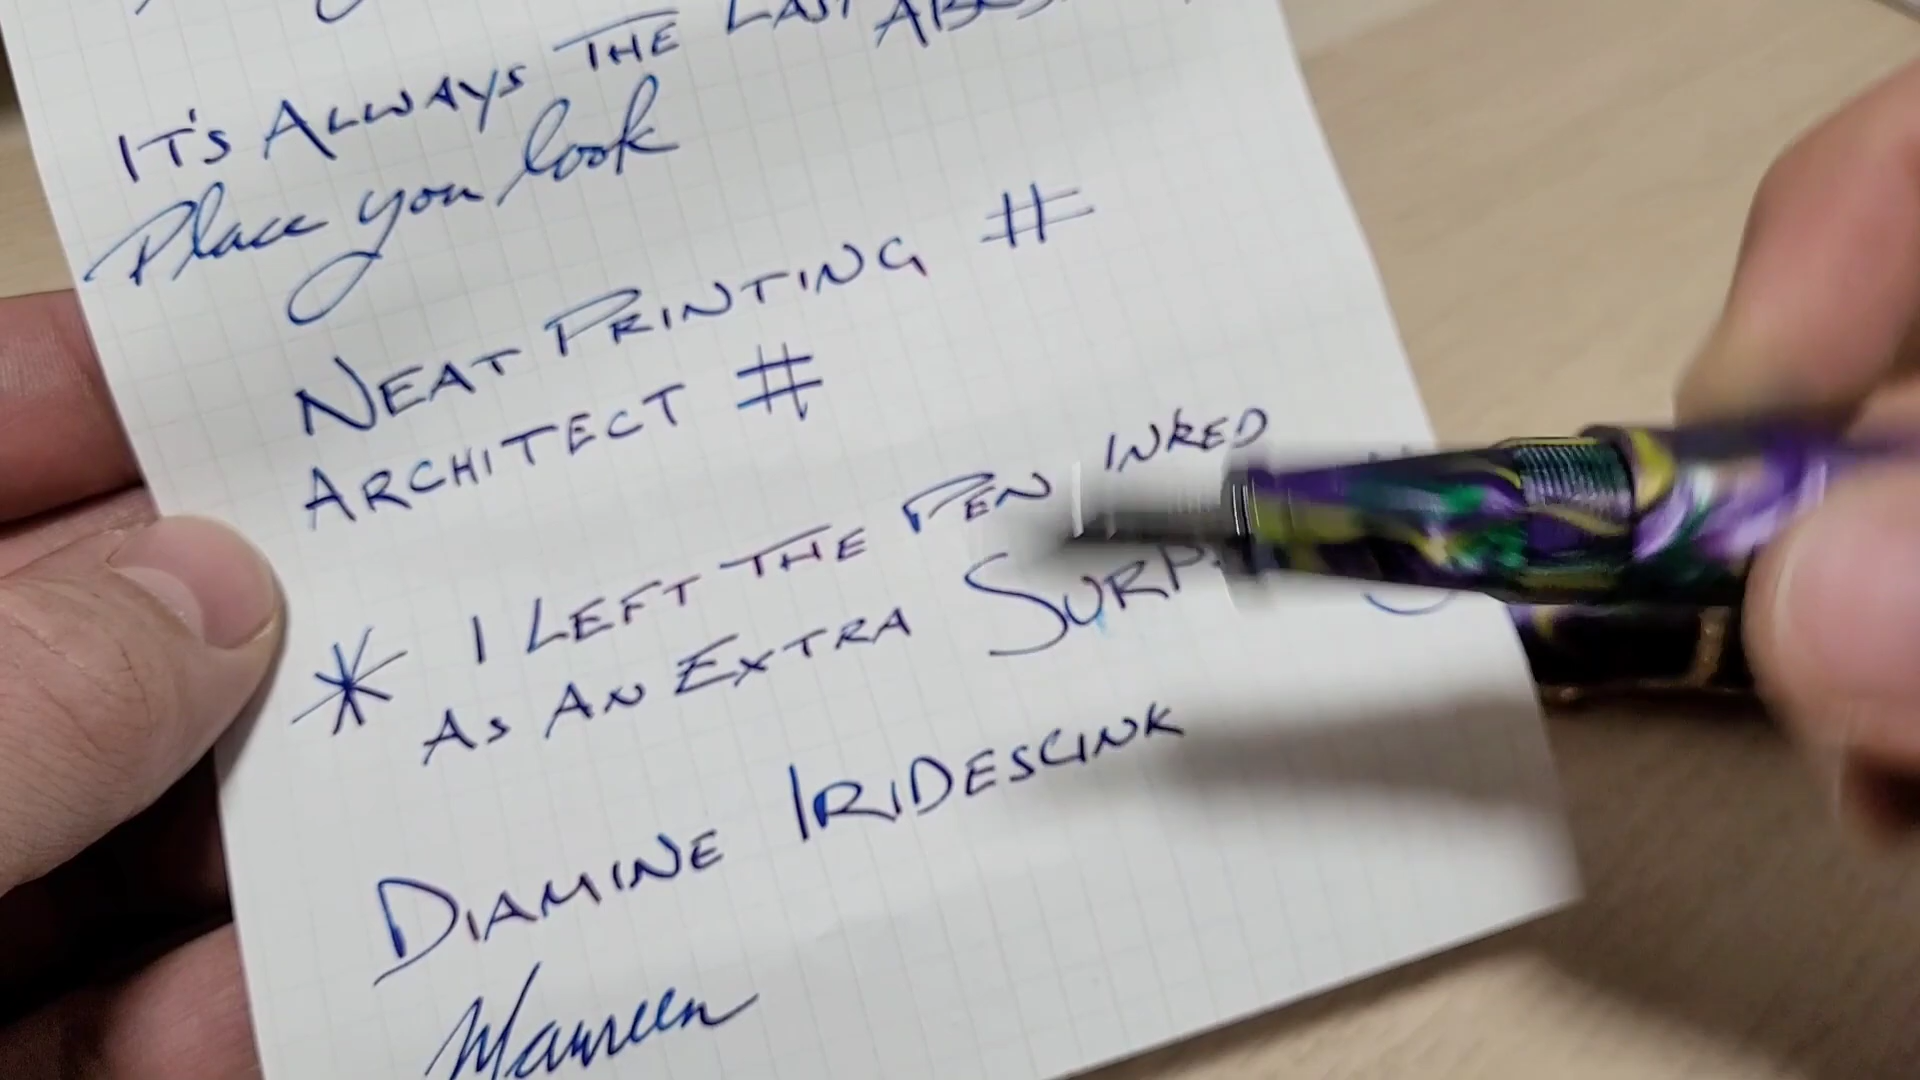 IT'S ALWAYS THE LAST
Place you look
NEAT PRINTING #
ARCHITECT #
* I LEFT THE PEN INKED
AS AN EXTRA
DIAMINE IRIDESCINK
Maureen